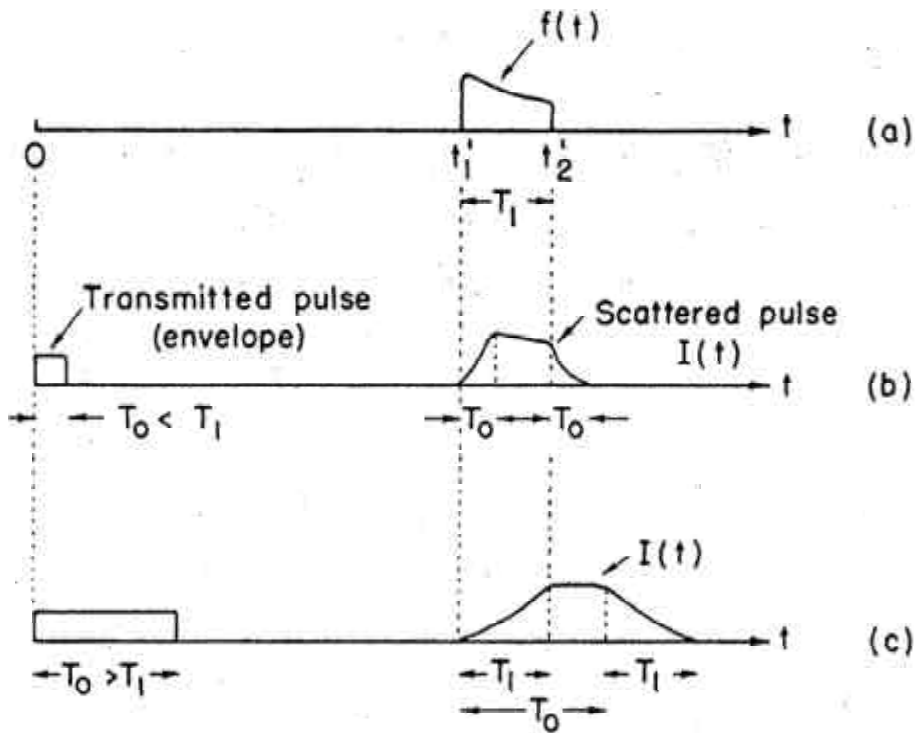 f(t)
t
(a)
0
t'₁
t'₂
T₁
Transmitted pulse
(envelope)
Scattered pulse
I(t)
t
(b)
T₀ < T₁
T₀
T₀
I(t)
t
(c)
T₀ > T₁
T₁
T₁
T₀